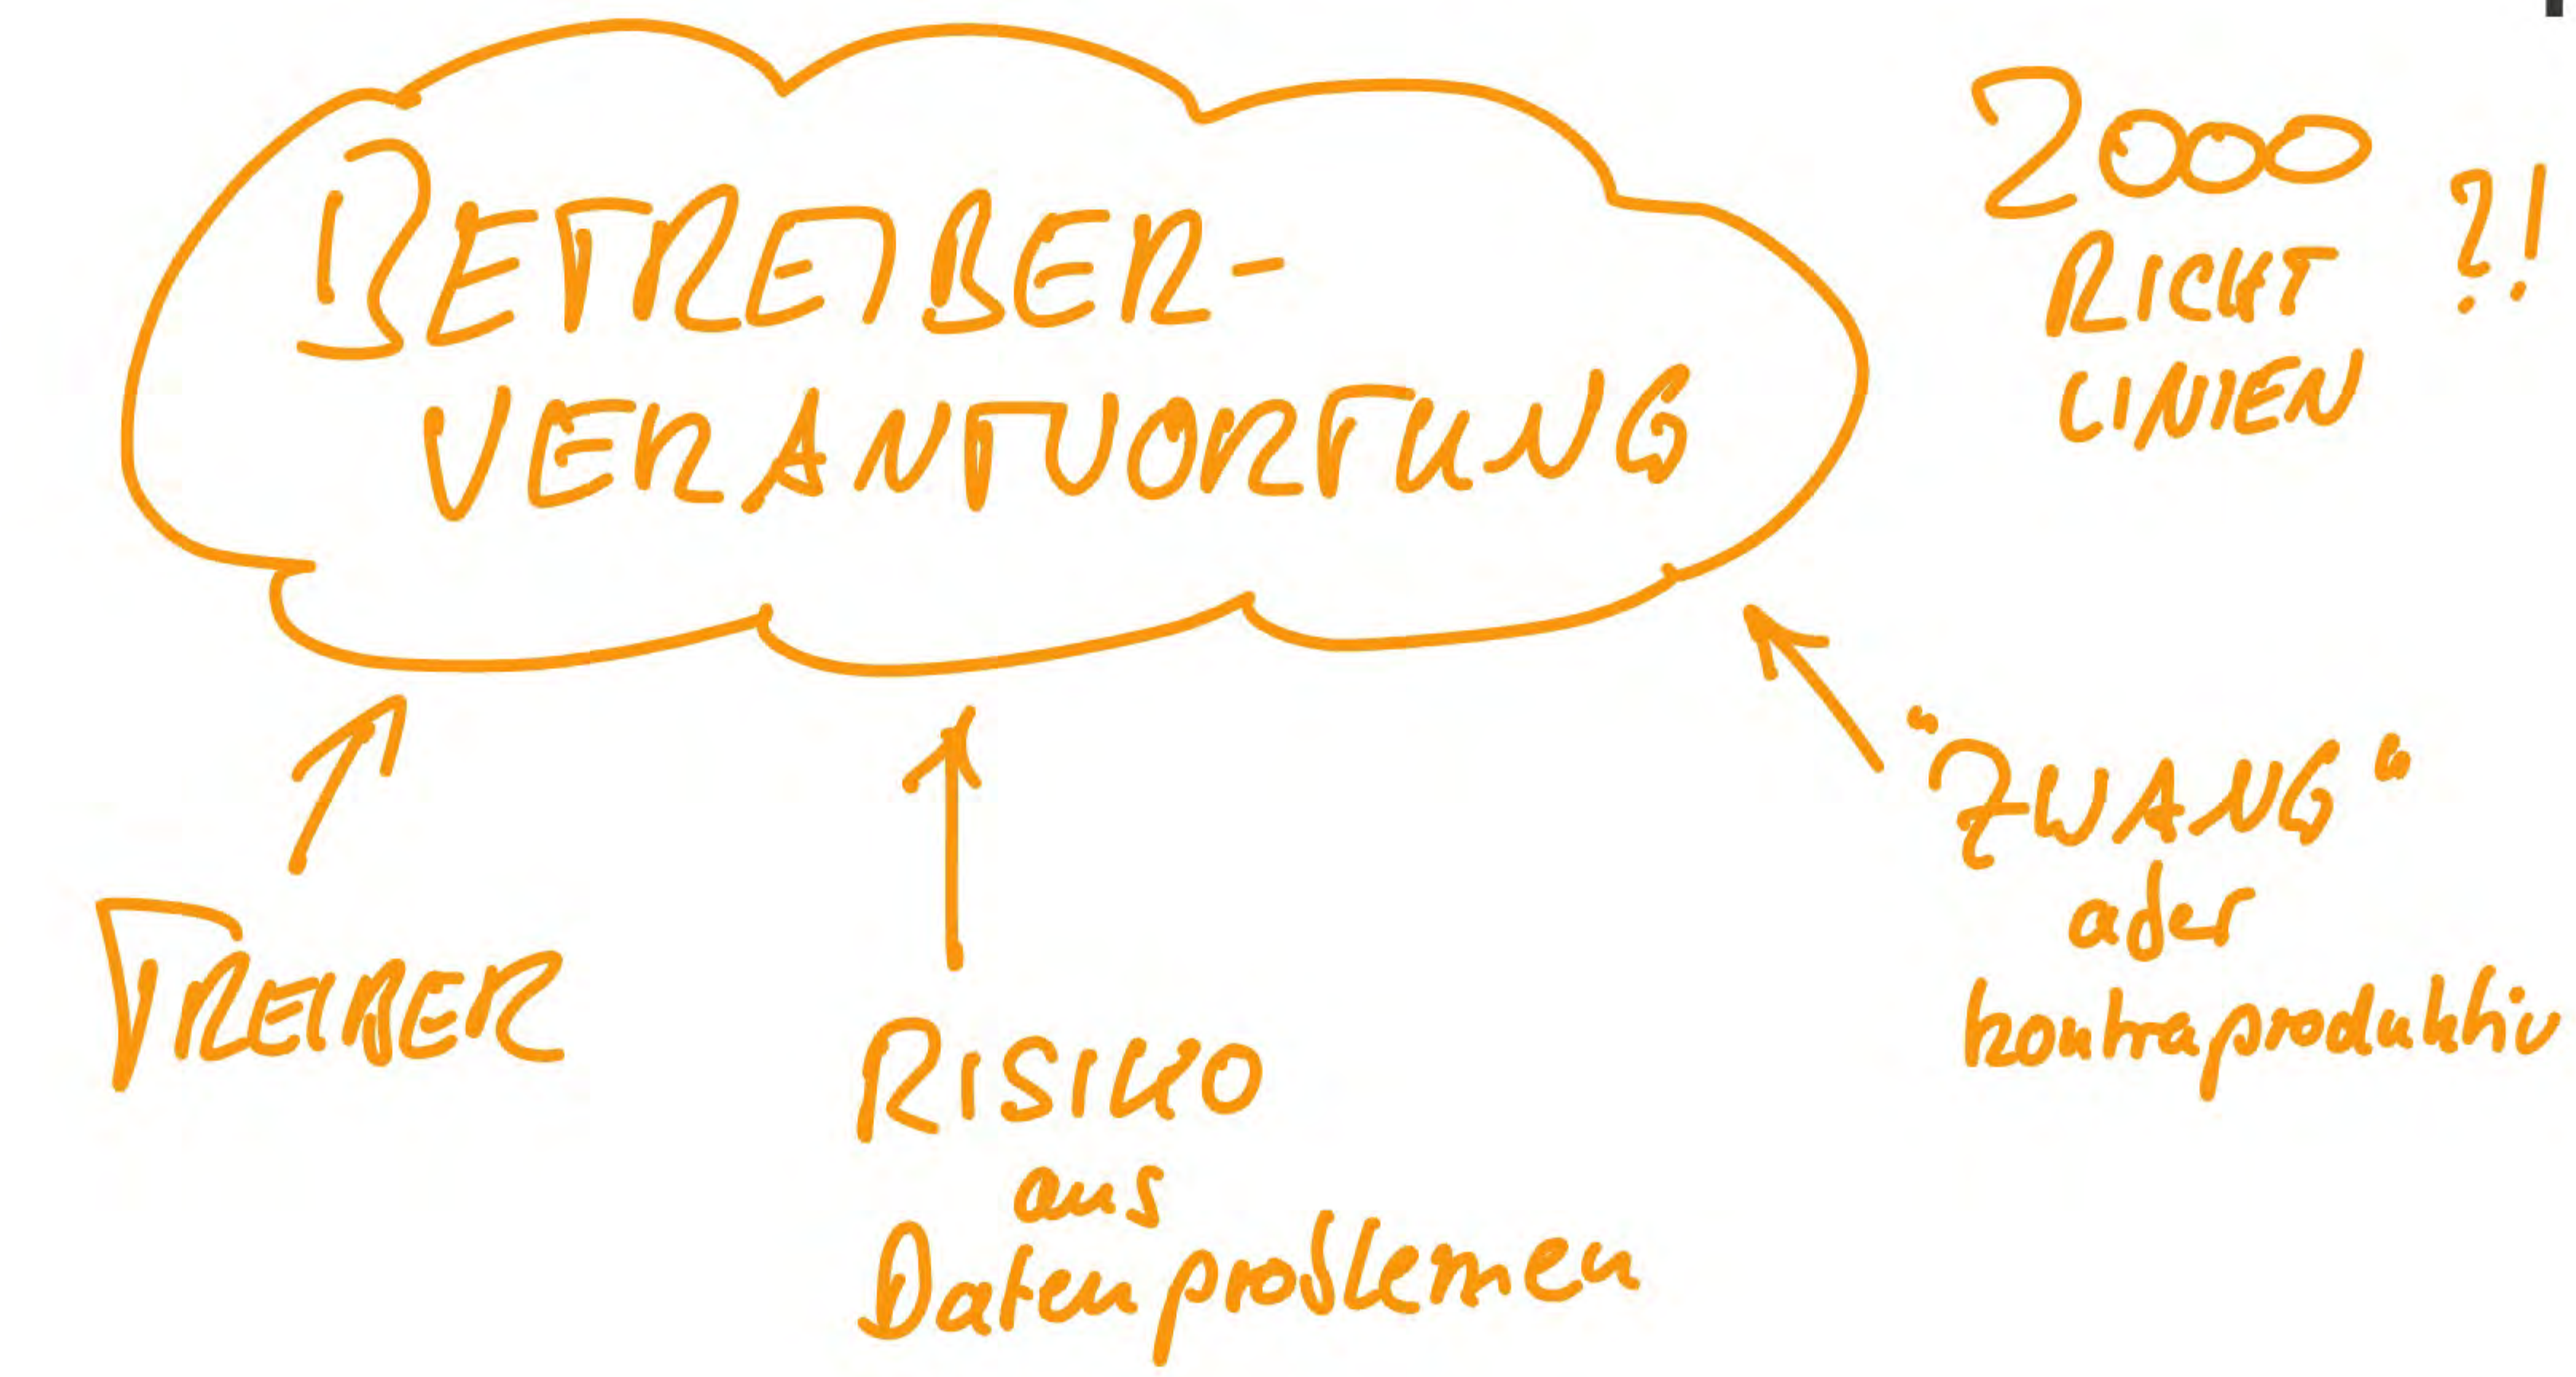 BETREIBER-
VERANTWORTUNG
2000
RICHT
LINIEN
?!
TREIBER
RISIKO
aus
Datenproblemen
"ZWANG"
oder
kontraproduktiv